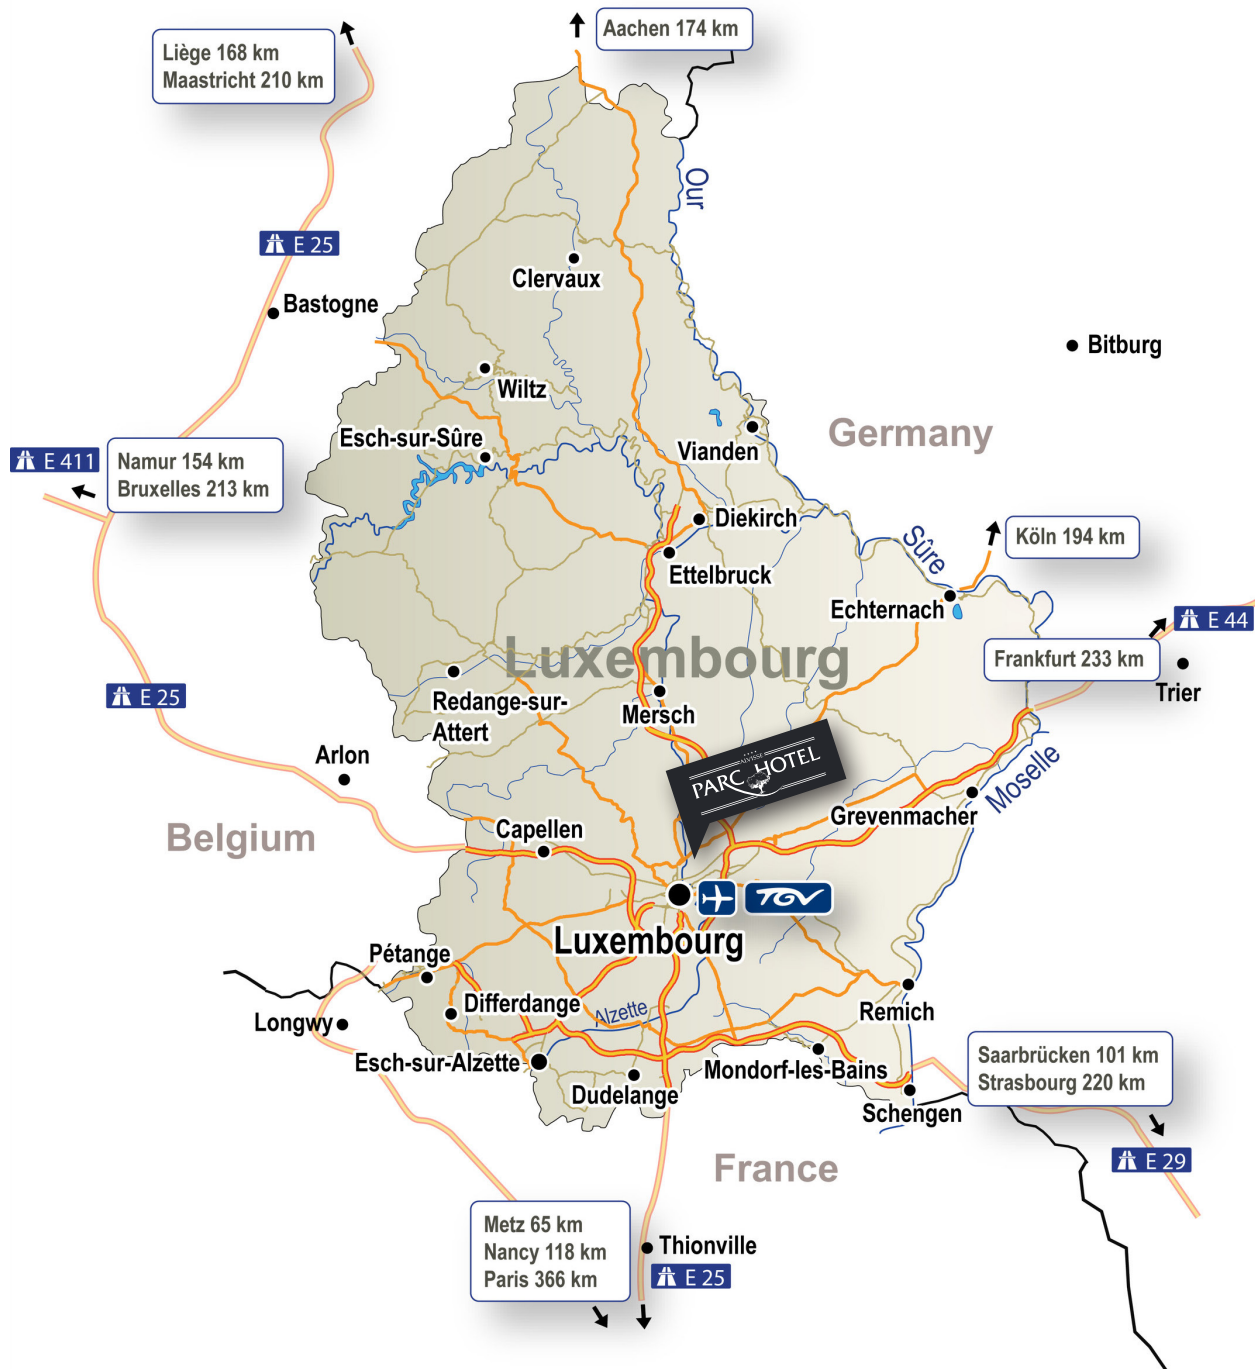 Aachen 174 km
Liège 168 km
Maastricht 210 km
Our
E 25
Clervaux
Bastogne
Bitburg
Wiltz
Germany
Esch-sur-Sûre
Vianden
E 411
Namur 154 km
Bruxelles 213 km
Diekirch
Sûre
Köln 194 km
Ettelbruck
Echternach
E 44
Luxembourg
Frankfurt 233 km
Trier
E 25
Redange-sur-
Attert
Mersch
Arlon
ALVISSE
PARC HOTEL
Moselle
Grevenmacher
Belgium
Capellen
TGV
Luxembourg
Pétange
Differdange
Alzette
Remich
Longwy
Esch-sur-Alzette
Mondorf-les-Bains
Saarbrücken 101 km
Strasbourg 220 km
Dudelange
Schengen
France
E 29
Metz 65 km
Nancy 118 km
Paris 366 km
Thionville
E 25